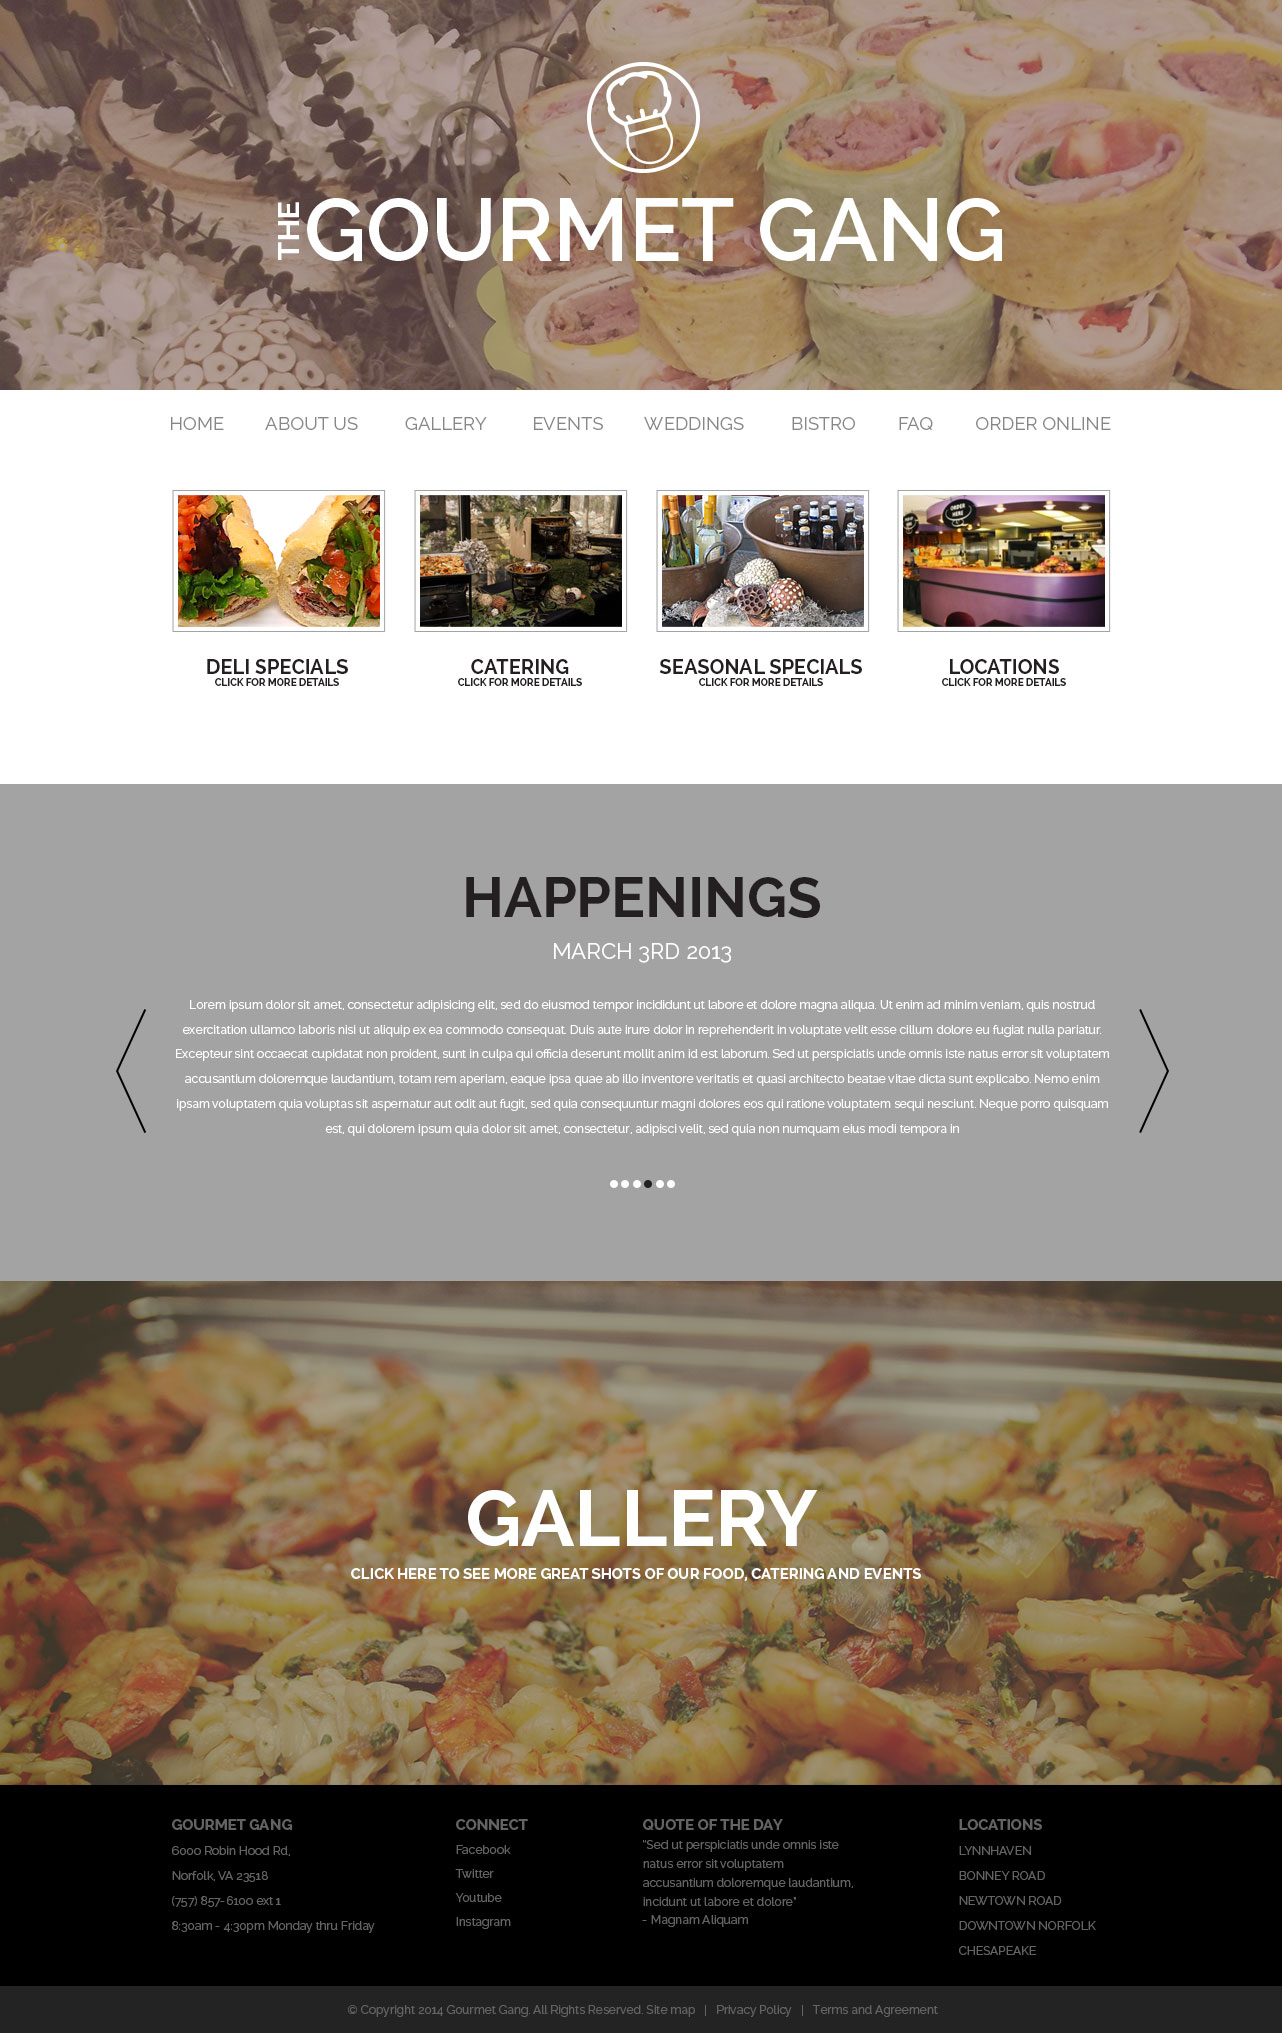 THE GOURMET GANG
HOME ABOUT US GALLERY EVENTS WEDDINGS BISTRO FAQ ORDER ONLINE
ORDER HERE
DELI SPECIALS
CLICK FOR MORE DETAILS
CATERING
CLICK FOR MORE DETAILS
SEASONAL SPECIALS
CLICK FOR MORE DETAILS
LOCATIONS
CLICK FOR MORE DETAILS
HAPPENINGS
MARCH 3RD 2013
Lorem ipsum dolor sit amet, consectetur adipisicing elit, sed do eiusmod tempor incididunt ut labore et dolore magna aliqua. Ut enim ad minim veniam, quis nostrud
exercitation ullamco laboris nisi ut aliquip ex ea commodo consequat. Duis aute irure dolor in reprehenderit in voluptate velit esse cillum dolore eu fugiat nulla pariatur.
Excepteur sint occaecat cupidatat non proident, sunt in culpa qui officia deserunt mollit anim id est laborum. Sed ut perspiciatis unde omnis iste natus error sit voluptatem
accusantium doloremque laudantium, totam rem aperiam, eaque ipsa quae ab illo inventore veritatis et quasi architecto beatae vitae dicta sunt explicabo. Nemo enim
ipsam voluptatem quia voluptas sit aspernatur aut odit aut fugit, sed quia consequuntur magni dolores eos qui ratione voluptatem sequi nesciunt. Neque porro quisquam
est, qui dolorem ipsum quia dolor sit amet, consectetur, adipisci velit, sed quia non numquam eius modi tempora in
GALLERY
CLICK HERE TO SEE MORE GREAT SHOTS OF OUR FOOD, CATERING AND EVENTS
GOURMET GANG
6000 Robin Hood Rd,
Norfolk, VA 23518
(757) 857-6100 ext 1
8:30am - 4:30pm Monday thru Friday
CONNECT
Facebook
Twitter
Youtube
Instagram
QUOTE OF THE DAY
"Sed ut perspiciatis unde omnis iste
natus error sit voluptatem
accusantium doloremque laudantium,
incidunt ut labore et dolore"
- Magnam Aliquam
LOCATIONS
LYNNHAVEN
BONNEY ROAD
NEWTOWN ROAD
DOWNTOWN NORFOLK
CHESAPEAKE
© Copyright 2014 Gourmet Gang. All Rights Reserved. Site map | Privacy Policy | Terms and Agreement